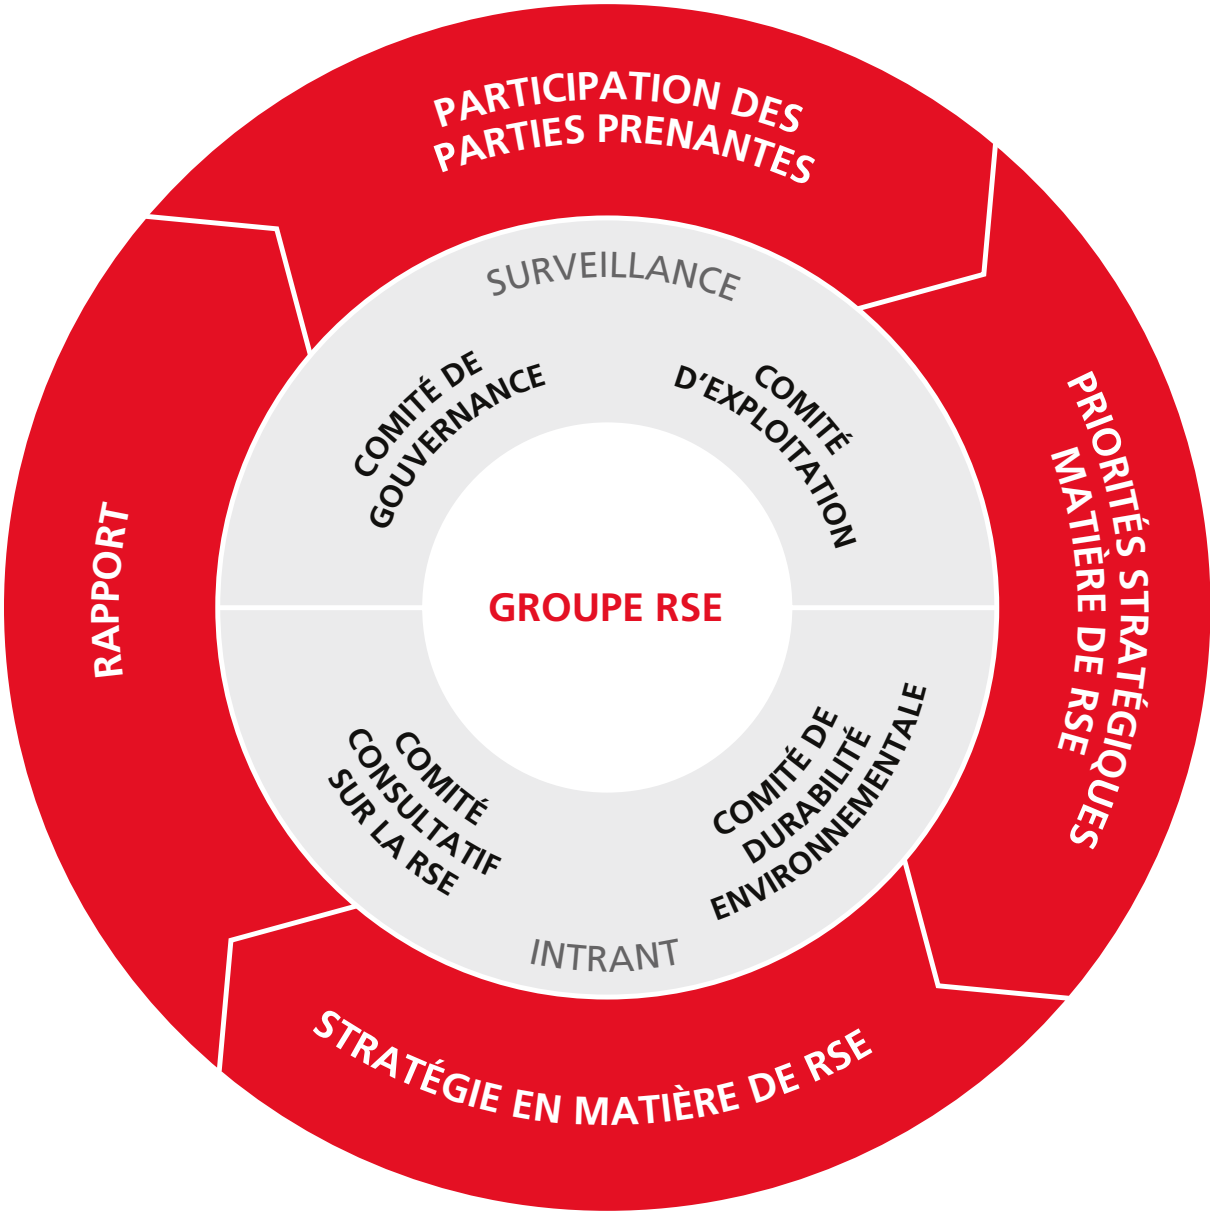 PARTICIPATION DES
PARTIES PRENANTES
PRIORITÉS STRATÉGIQUES
MATIÈRE DE RSE
STRATÉGIE EN MATIÈRE DE RSE
RAPPORT
SURVEILLANCE
COMITÉ DE
GOUVERNANCE
COMITÉ
D’EXPLOITATION
GROUPE RSE
COMITÉ
CONSULTATIF
SUR LA RSE
COMITÉ DE
DURABILITÉ
ENVIRONNEMENTALE
INTRANT